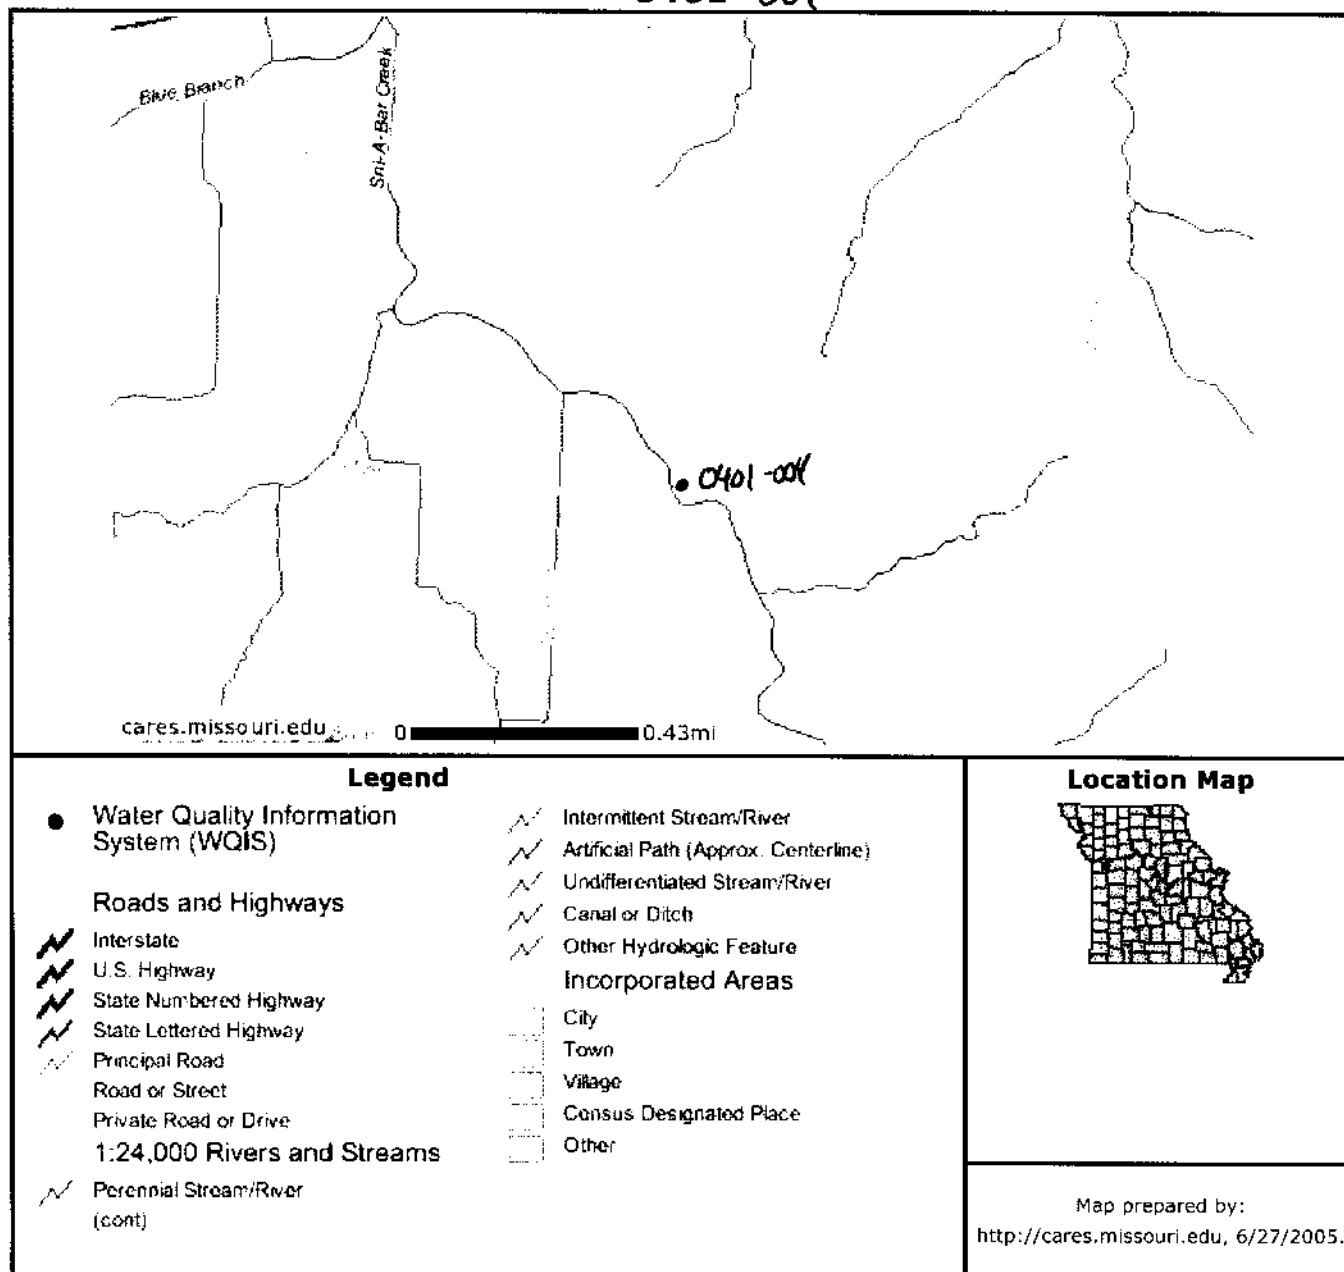 Blue Branch
Sni-A-Bar Creek
0401-004
cares.missouri.edu
0
0.43mi
Legend
Water Quality Information
System (WQIS)
Roads and Highways
Interstate
U.S. Highway
State Numbered Highway
State Lettered Highway
Principal Road
Road or Street
Private Road or Drive
1:24,000 Rivers and Streams
Perennial Stream/River
(cont)
Intermittent Stream/River
Artificial Path (Approx. Centerline)
Undifferentiated Stream/River
Canal or Ditch
Other Hydrologic Feature
Incorporated Areas
City
Town
Village
Census Designated Place
Other
Location Map
Map prepared by:
http://cares.missouri.edu, 6/27/2005.